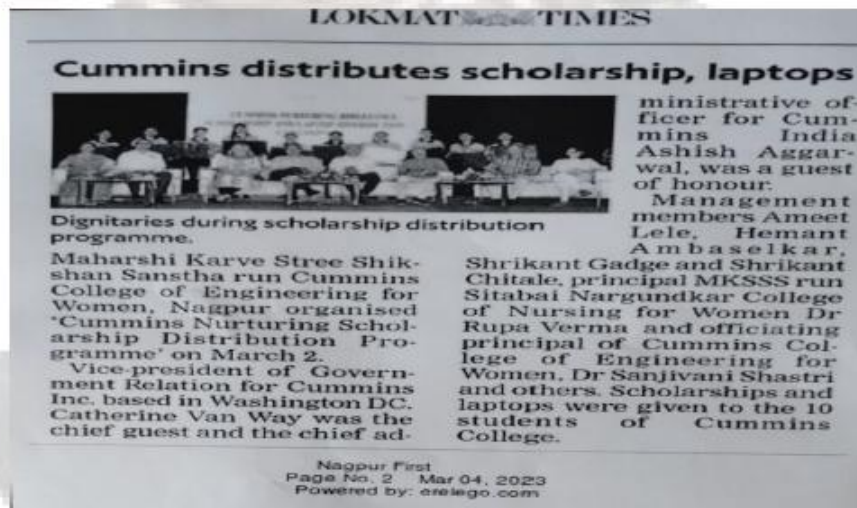 LOKMAT TIMES
Cummins distributes scholarship, laptops
Dignitaries during scholarship distribution
programme.
Maharshi Karve Stree Shik-
shan Sanstha run Cummins
College of Engineering for
Women, Nagpur organised
'Cummins Nurturing Schol-
arship Distribution Pro-
gramme' on March 2.
Vice-president of Govern-
ment Relation for Cummins
Inc. based in Washington DC.
Catherine Van Way was the
chief guest and the chief ad-
ministrative of-
ficer for Cum-
mins India
Ashish Aggar-
wal, was a guest
of honour.
Management
members Ameet
Lele, Hemant
Ambaselkar,
Shrikant Gadge and Shrikant
Chitale, principal MKSSS run
Sitabai Nargundkar College
of Nursing for Women Dr
Rupa Verma and officiating
principal of Cummins Col-
lege of Engineering for
Women, Dr Sanjivani Shastri
and others. Scholarships and
laptops were given to the 10
students of Cummins
College.
Nagpur First
Page No. 2 Mar 04, 2023
Powered by: erelego.com